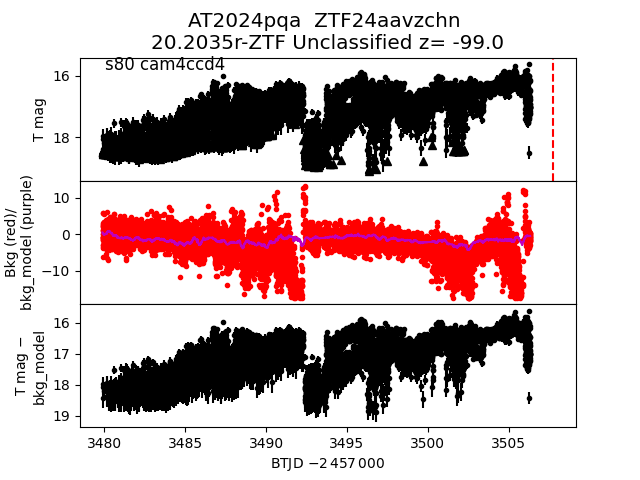 AT2024pqa  ZTF24aavzchn
20.2035r-ZTF Unclassified z= -99.0
s80 cam4ccd4
T mag
16
18
Bkg (red)/
bkg_model (purple)
10
0
−10
T mag −
bkg_model
16
17
18
19
3480
3485
3490
3495
3500
3505
BTJD −2 457 000